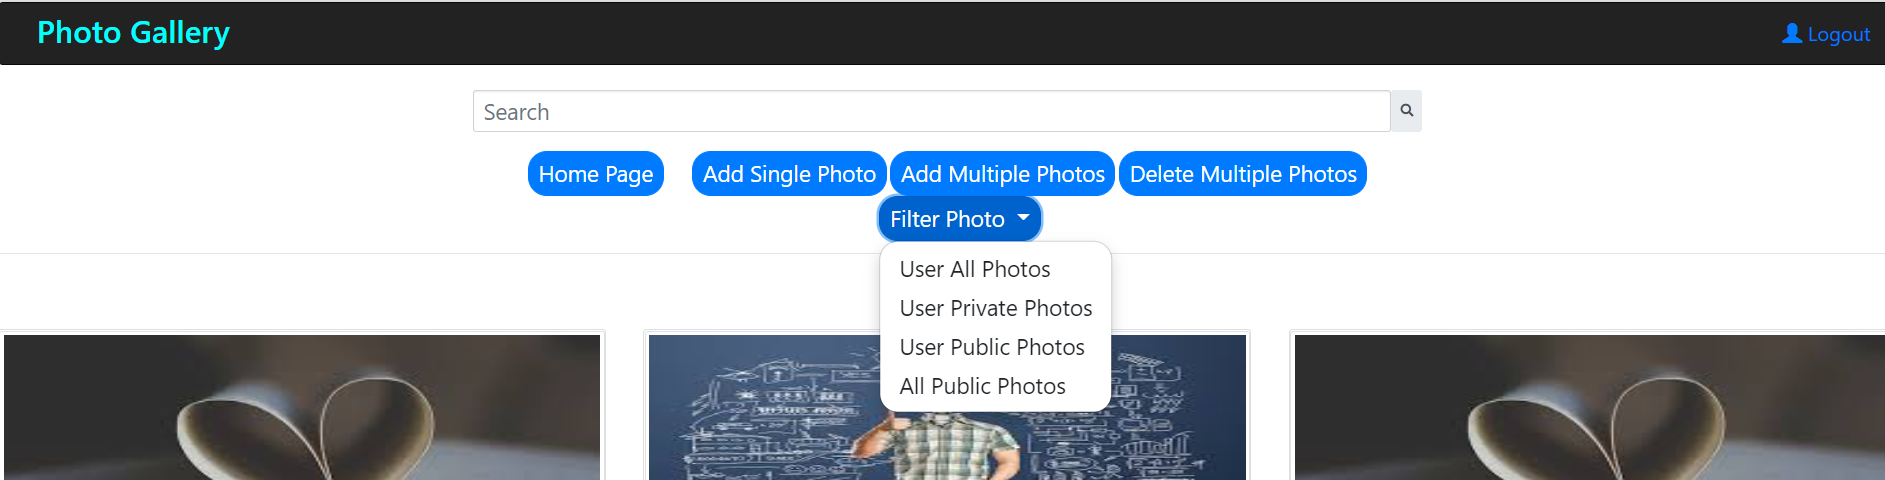 Photo Gallery
Logout
Search
Home Page Add Single Photo Add Multiple Photos Delete Multiple Photos
Filter Photo
User All Photos
User Private Photos
User Public Photos
All Public Photos